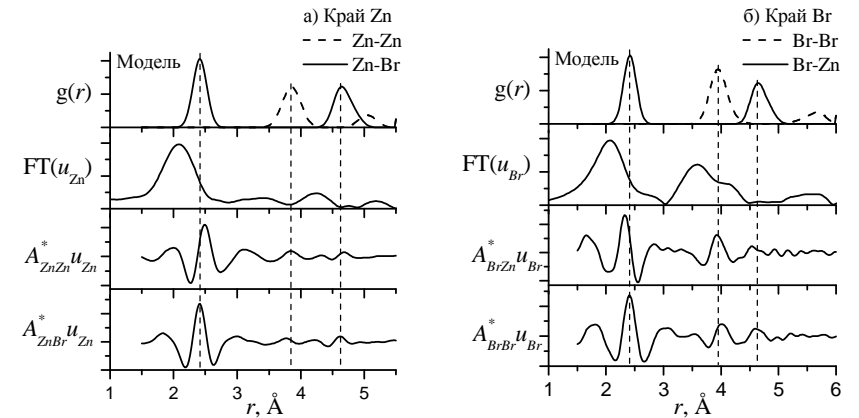 а) Край Zn
Zn-Zn
Zn-Br
Модель
g(r)
FT(u_Zn)
A*_ZnZn u_Zn
A*_ZnBr u_Zn
1 2 3 4 5
r, Å
б) Край Br
Br-Br
Br-Zn
Модель
g(r)
FT(u_Br)
A*_BrZn u_Br
A*_BrBr u_Br
1 2 3 4 5 6
r, Å